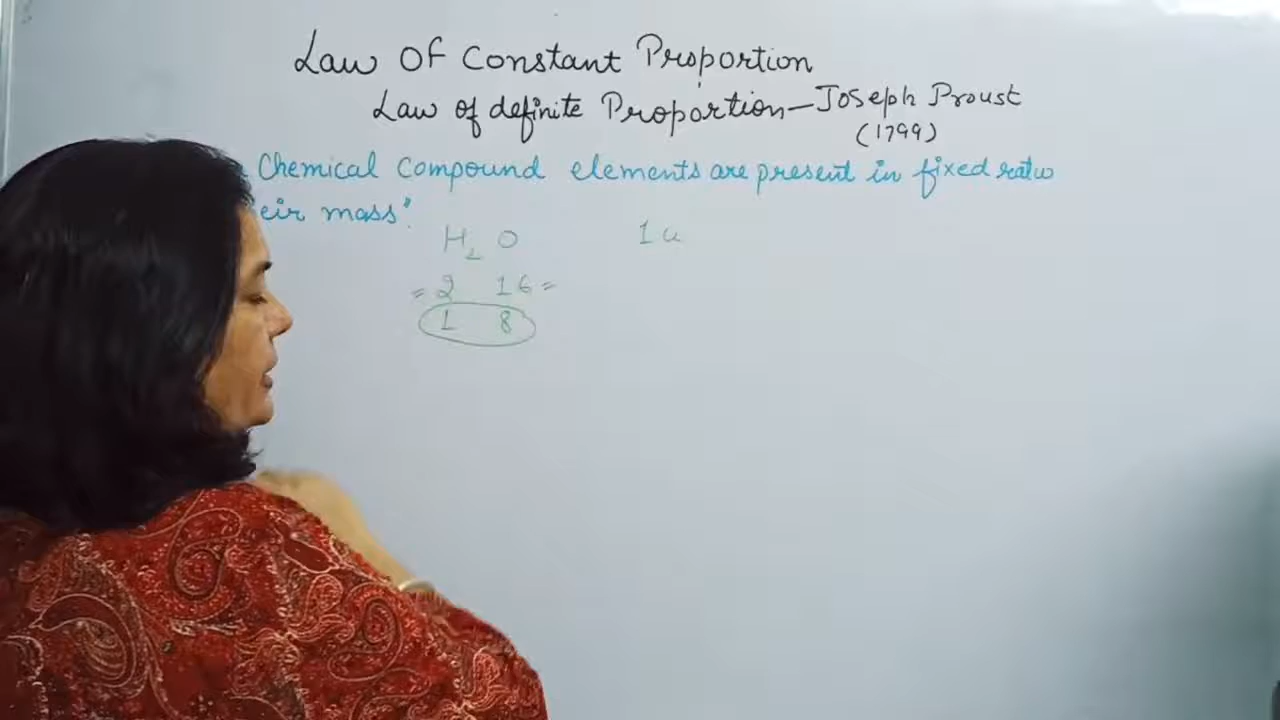 Law Of Constant Proportion
Law of definite Proportion — Joseph Proust
(1799)
Chemical Compound elements are present in fixed ratio
mass".
H2 O 1 u
= 2 16 =
1 8